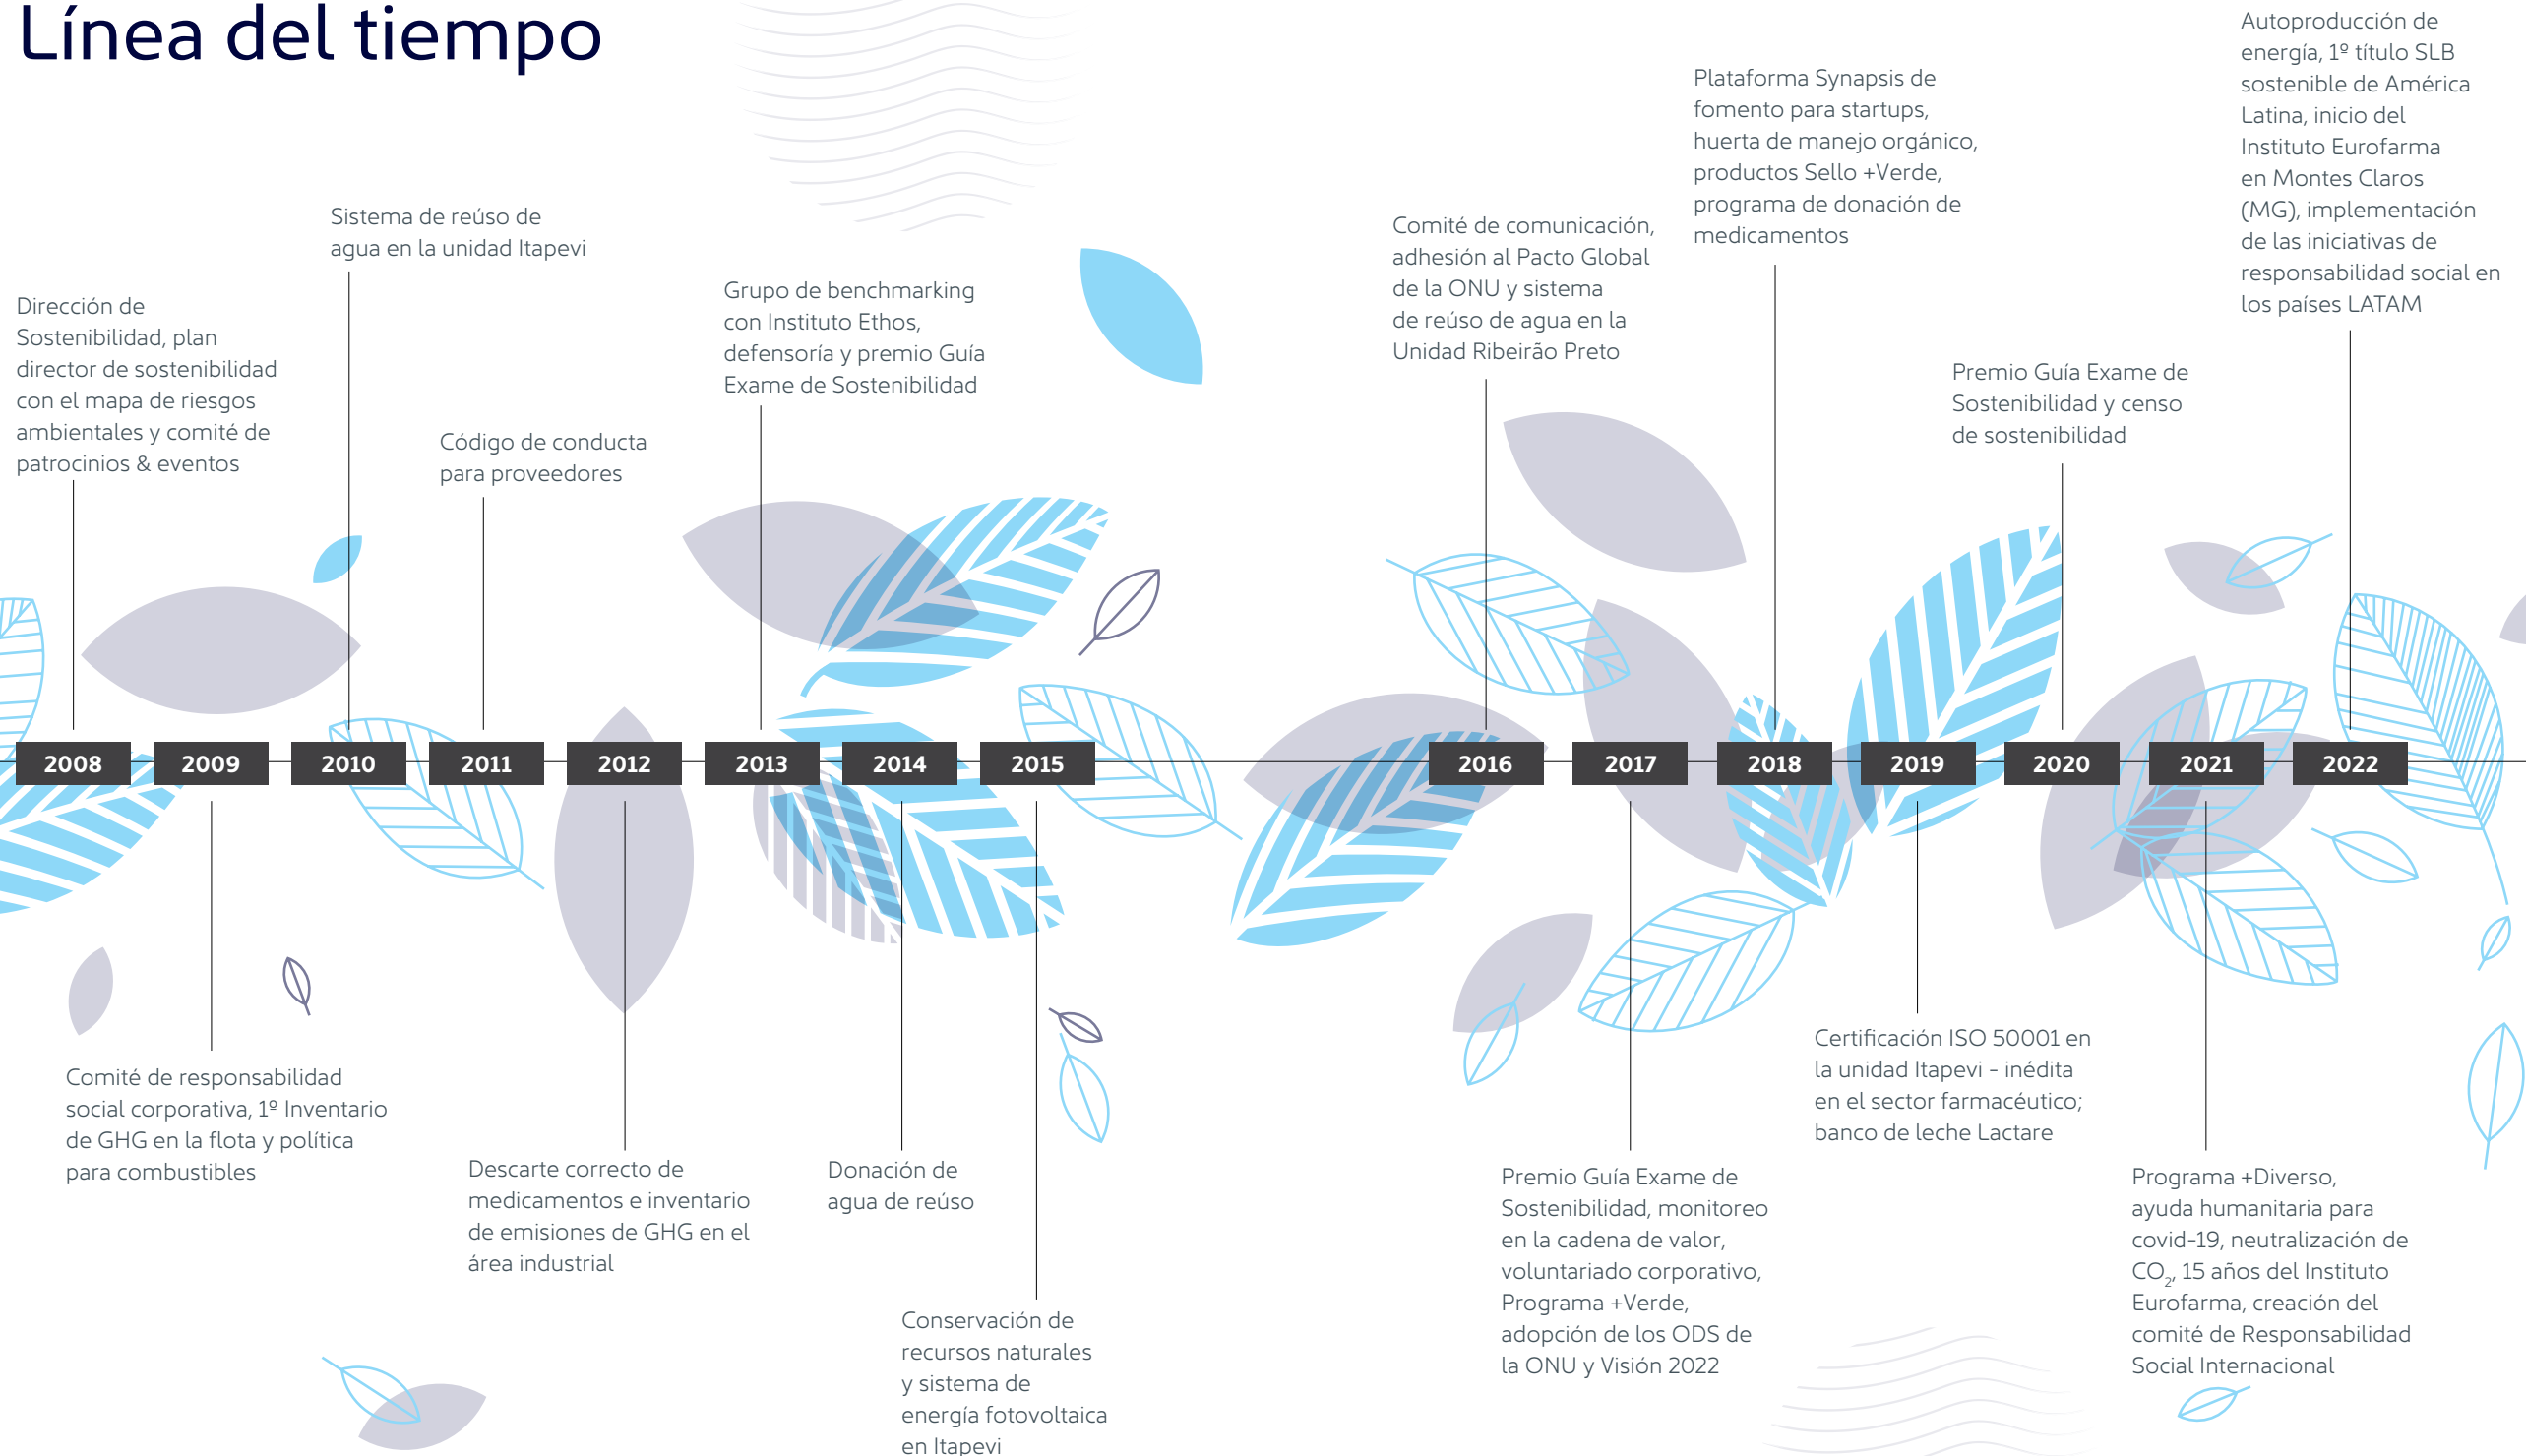 Línea del tiempo
Dirección de
Sostenibilidad, plan
director de sostenibilidad
con el mapa de riesgos
ambientales y comité de
patrocinios & eventos
Sistema de reúso de
agua en la unidad Itapevi
Código de conducta
para proveedores
Grupo de benchmarking
con Instituto Ethos,
defensoría y premio Guía
Exame de Sostenibilidad
Comité de comunicación,
adhesión al Pacto Global
de la ONU y sistema
de reúso de agua en la
Unidad Ribeirão Preto
Plataforma Synapsis de
fomento para startups,
huerta de manejo orgánico,
productos Sello +Verde,
programa de donación de
medicamentos
Premio Guía Exame de
Sostenibilidad y censo
de sostenibilidad
Autoproducción de
energía, 1º título SLB
sostenible de América
Latina, inicio del
Instituto Eurofarma
en Montes Claros
(MG), implementación
de las iniciativas de
responsabilidad social en
los países LATAM
2008 2009 2010 2011 2012 2013 2014 2015 2016 2017 2018 2019 2020 2021 2022
Comité de responsabilidad
social corporativa, 1º Inventario
de GHG en la flota y política
para combustibles
Descarte correcto de
medicamentos e inventario
de emisiones de GHG en el
área industrial
Donación de
agua de reúso
Conservación de
recursos naturales
y sistema de
energía fotovoltaica
en Itapevi
Premio Guía Exame de
Sostenibilidad, monitoreo
en la cadena de valor,
voluntariado corporativo,
Programa +Verde,
adopción de los ODS de
la ONU y Visión 2022
Certificación ISO 50001 en
la unidad Itapevi - inédita
en el sector farmacéutico;
banco de leche Lactare
Programa +Diverso,
ayuda humanitaria para
covid-19, neutralización de
CO₂, 15 años del Instituto
Eurofarma, creación del
comité de Responsabilidad
Social Internacional